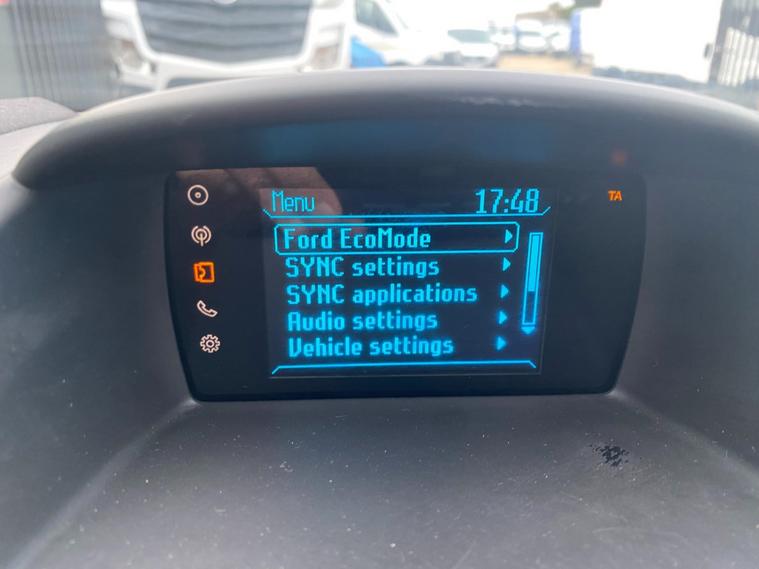 Menu 17:48
TA
Ford EcoMode
SYNC settings
SYNC applications
Audio settings
Vehicle settings